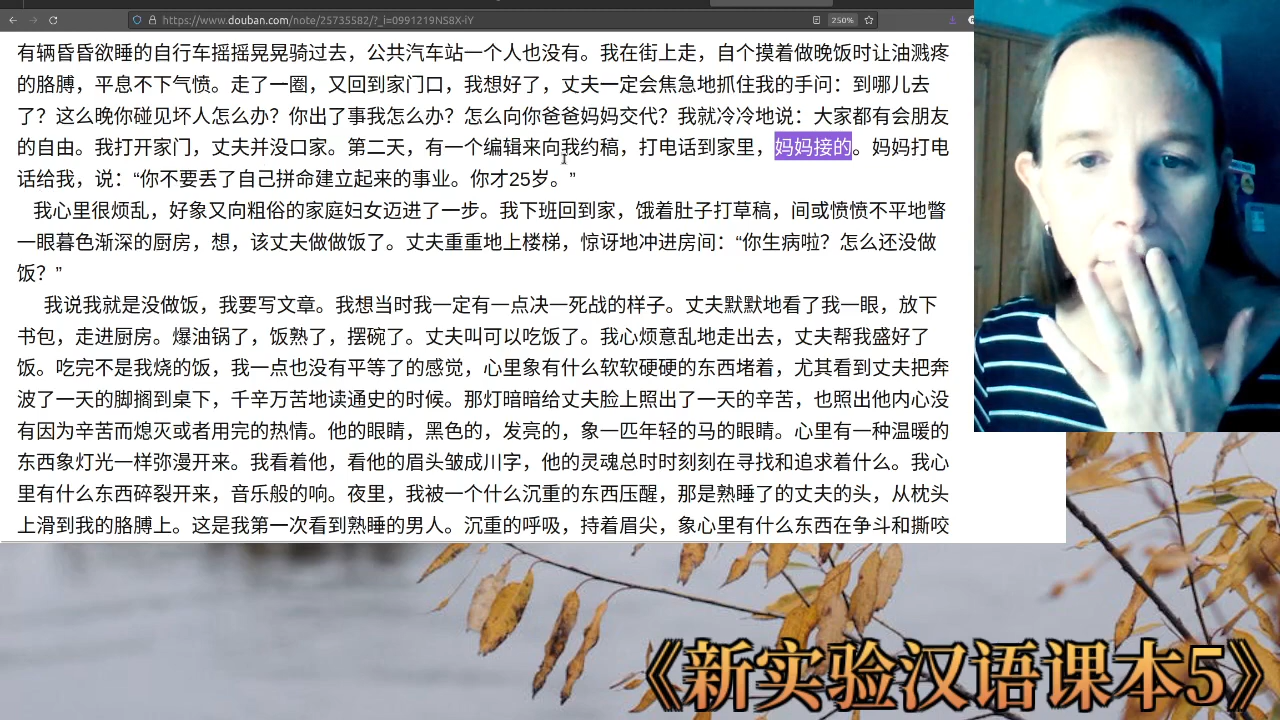 https://www.douban.com/note/25735582/?_i=0991219NS8X-iY
250%
有辆昏昏欲睡的自行车摇摇晃晃骑过去，公共汽车站一个人也没有。我在街上走，自个摸着做晚饭时让油溅疼
的胳膊，平息不下气愤。走了一圈，又回到家门口，我想好了，丈夫一定会焦急地抓住我的手问：到哪儿去
了？这么晚你碰见坏人怎么办？你出了事我怎么办？怎么向你爸爸妈妈交代？我就冷冷地说：大家都有会朋友
的自由。我打开家门，丈夫并没口家。第二天，有一个编辑来向我约稿，打电话到家里，妈妈接的。妈妈打电
话给我，说：“你不要丢了自己拼命建立起来的事业。你才25岁。”
我心里很烦乱，好象又向粗俗的家庭妇女迈进了一步。我下班回到家，饿着肚子打草稿，间或愤愤不平地瞥
一眼暮色渐深的厨房，想，该丈夫做做饭了。丈夫重重地上楼梯，惊讶地冲进房间：“你生病啦？怎么还没做
饭？”
我说我就是没做饭，我要写文章。我想当时我一定有一点决一死战的样子。丈夫默默地看了我一眼，放下
书包，走进厨房。爆油锅了，饭熟了，摆碗了。丈夫叫可以吃饭了。我心烦意乱地走出去，丈夫帮我盛好了
饭。吃完不是我烧的饭，我一点也没有平等了的感觉，心里象有什么软软硬硬的东西堵着，尤其看到丈夫把奔
波了一天的脚搁到桌下，千辛万苦地读通史的时候。那灯暗暗给丈夫脸上照出了一天的辛苦，也照出他内心没
有因为辛苦而熄灭或者用完的热情。他的眼睛，黑色的，发亮的，象一匹年轻的马的眼睛。心里有一种温暖的
东西象灯光一样弥漫开来。我看着他，看他的眉头皱成川字，他的灵魂总时时刻刻在寻找和追求着什么。我心
里有什么东西碎裂开来，音乐般的响。夜里，我被一个什么沉重的东西压醒，那是熟睡了的丈夫的头，从枕头
上滑到我的胳膊上。这是我第一次看到熟睡的男人。沉重的呼吸，持着眉尖，象心里有什么东西在争斗和撕咬
《新实验汉语课本5》